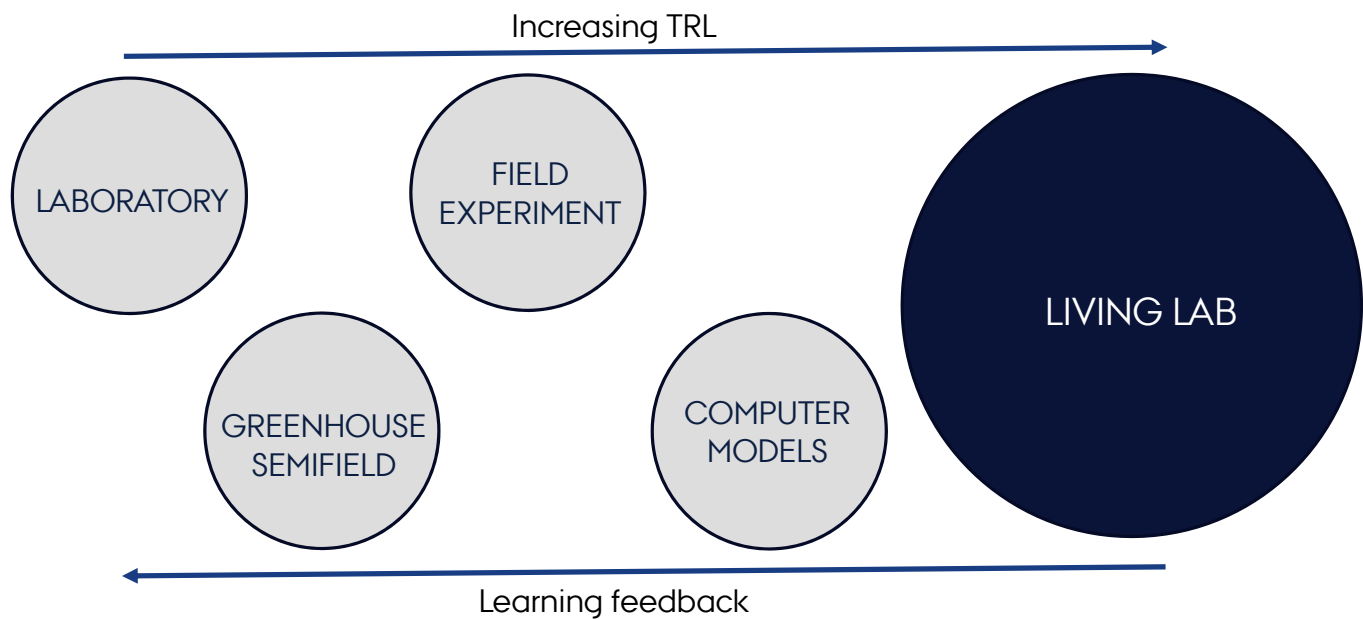 Increasing TRL
LABORATORY
FIELD
EXPERIMENT
LIVING LAB
GREENHOUSE
SEMIFIELD
COMPUTER
MODELS
Learning feedback